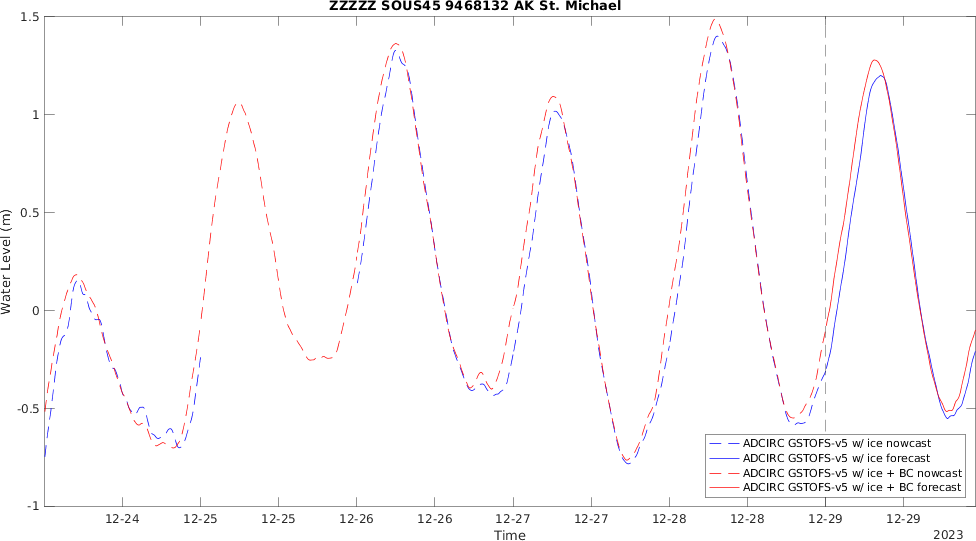 ZZZZZ SOUS45 9468132 AK St. Michael
1.5
1
0.5
0
-0.5
-1
Water Level (m)
ADCIRC GSTOFS-v5 w/ ice nowcast
ADCIRC GSTOFS-v5 w/ ice forecast
ADCIRC GSTOFS-v5 w/ ice + BC nowcast
ADCIRC GSTOFS-v5 w/ ice + BC forecast
12-24 12-25 12-25 12-26 12-26 12-27 12-27 12-28 12-28 12-29 12-29
Time
2023